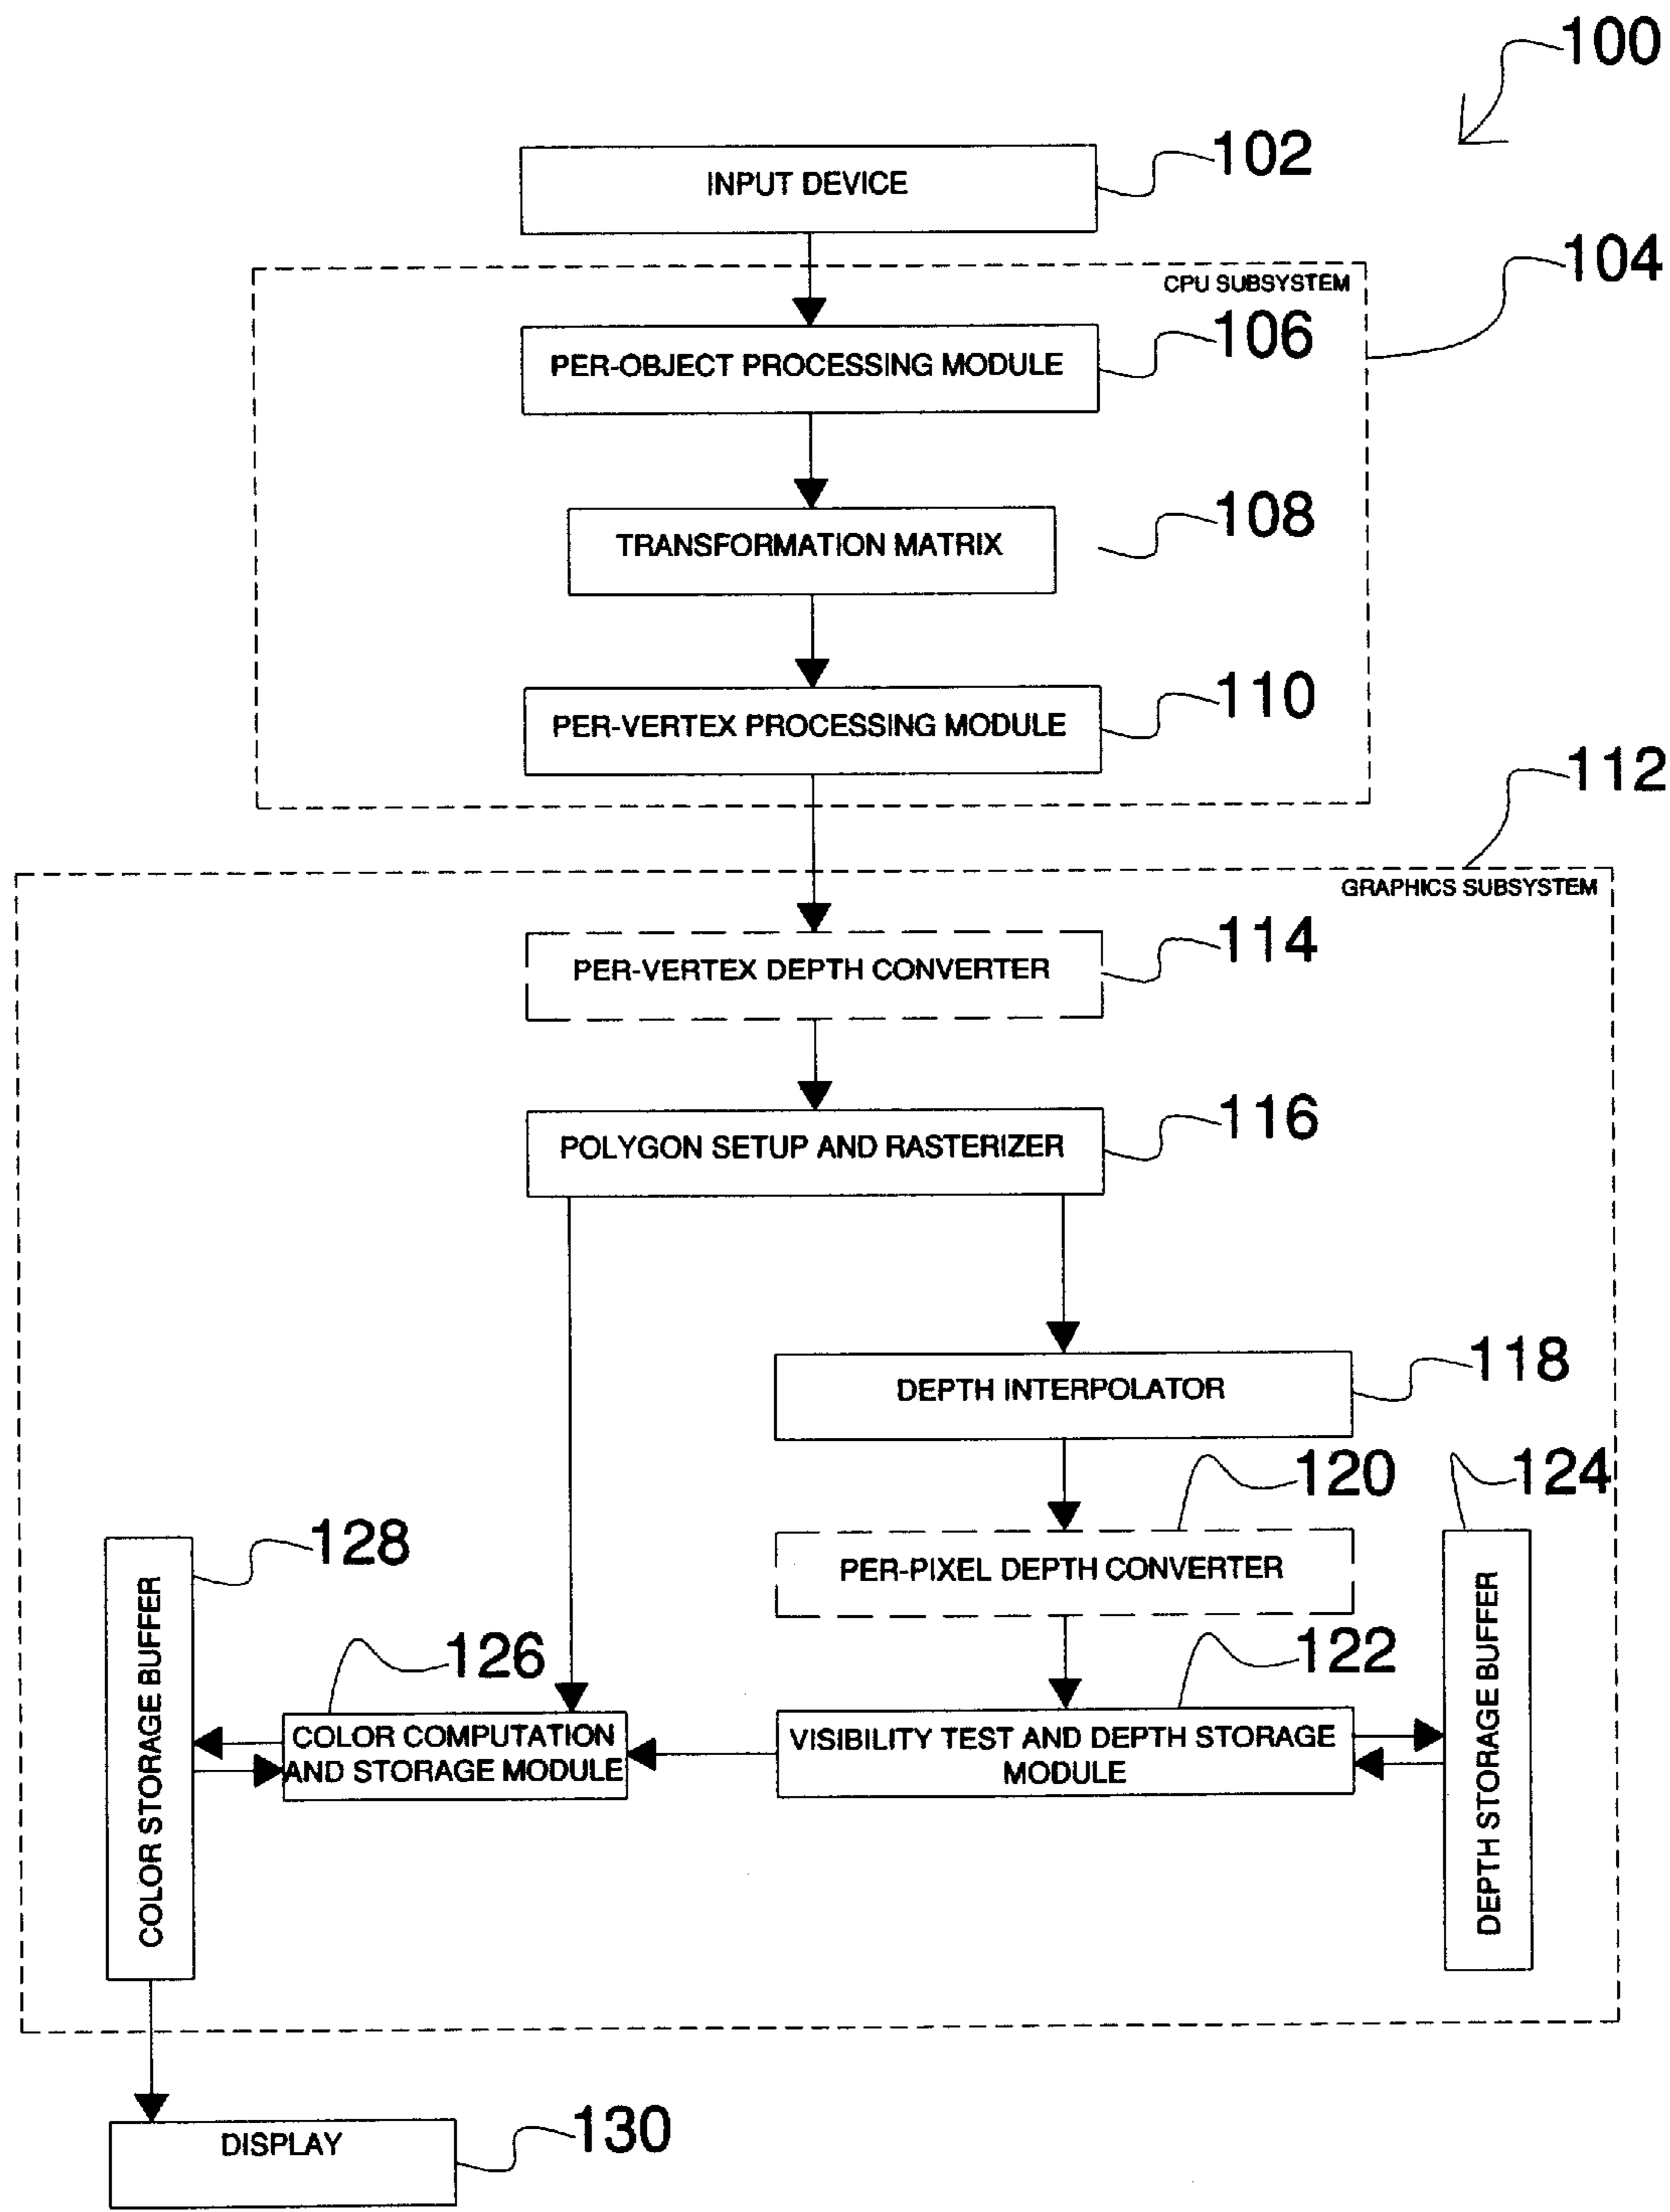 100
INPUT DEVICE
102
104
CPU SUBSYSTEM
PER-OBJECT PROCESSING MODULE
106
TRANSFORMATION MATRIX
108
PER-VERTEX PROCESSING MODULE
110
112
GRAPHICS SUBSYSTEM
PER-VERTEX DEPTH CONVERTER
114
POLYGON SETUP AND RASTERIZER
116
DEPTH INTERPOLATOR
118
120
124
PER-PIXEL DEPTH CONVERTER
128
COLOR STORAGE BUFFER
126
122
COLOR COMPUTATION
AND STORAGE MODULE
VISIBILITY TEST AND DEPTH STORAGE
MODULE
DEPTH STORAGE BUFFER
DISPLAY
130